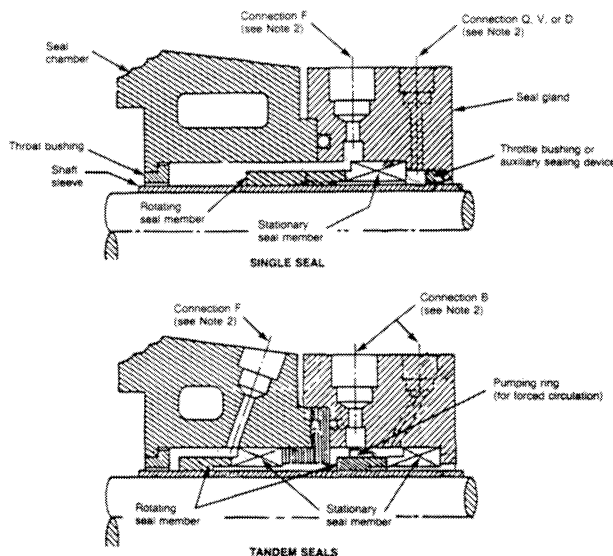 Connection F
(see Note 2)
Connection Q, V, or D
(see Note 2)
Seal
chamber
Seal gland
Throat bushing
Shaft
sleeve
Throttle bushing or
auxiliary sealing device
Rotating
seal member
Stationary
seal member
SINGLE SEAL
Connection F
(see Note 2)
Connection B
(see Note 2)
Pumping ring
(for forced circulation)
Rotating
seal member
Stationary
seal member
TANDEM SEALS